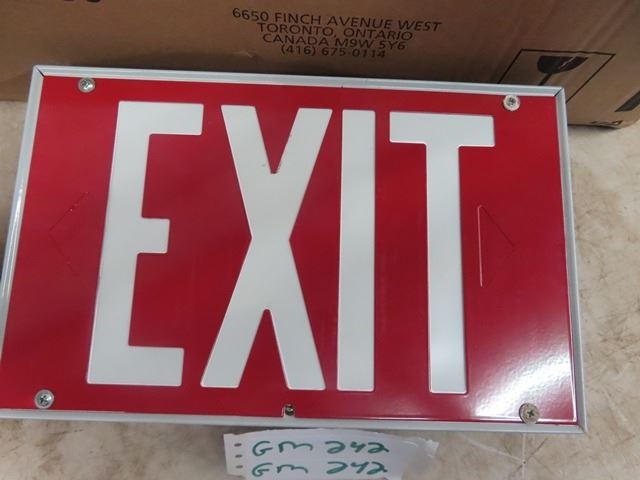 6650 FINCH AVENUE WEST
TORONTO, ONTARIO
CANADA M9W 5Y6
(416) 675-0114
EXIT
GM 242
GM 242